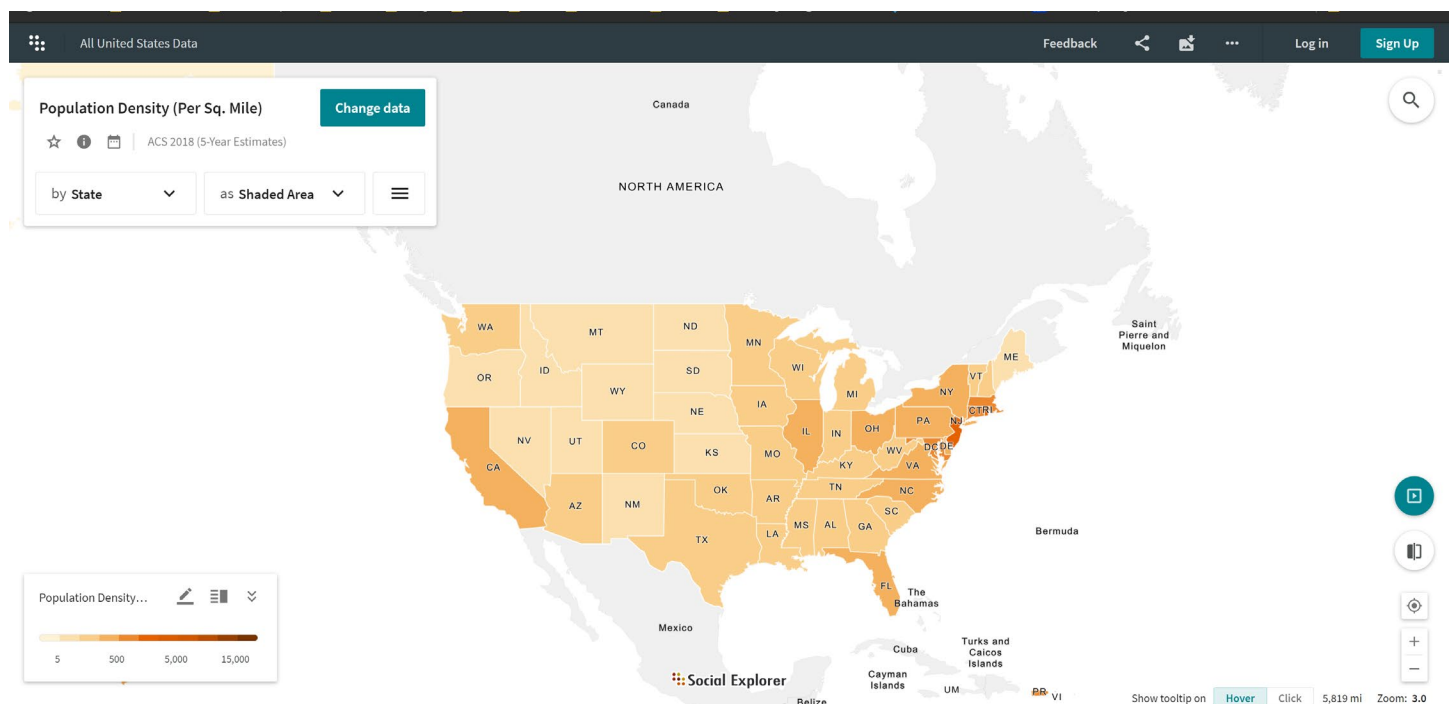 All United States Data
Feedback
Log in
Sign Up
Population Density (Per Sq. Mile)
Change data
ACS 2018 (5-Year Estimates)
by State
as Shaded Area
Canada
NORTH AMERICA
Saint
Pierre and
Miquelon
WA
MT
ND
MN
ME
OR
ID
SD
WI
VT
WY
MI
NY
NE
IA
CT RI
PA
NJ
NV
UT
CO
IL
IN
OH
KS
MO
WV
DC DE
CA
KY
VA
OK
TN
NC
AZ
NM
AR
SC
TX
LA
MS
AL
GA
Bermuda
FL
The
Bahamas
Population Density...
5
500
5,000
15,000
Mexico
Cuba
Turks and
Caicos
Islands
Social Explorer
Cayman
Islands
UM
PR
VI
Belize
Show tooltip on
Hover
Click
5,819 mi
Zoom: 3.0